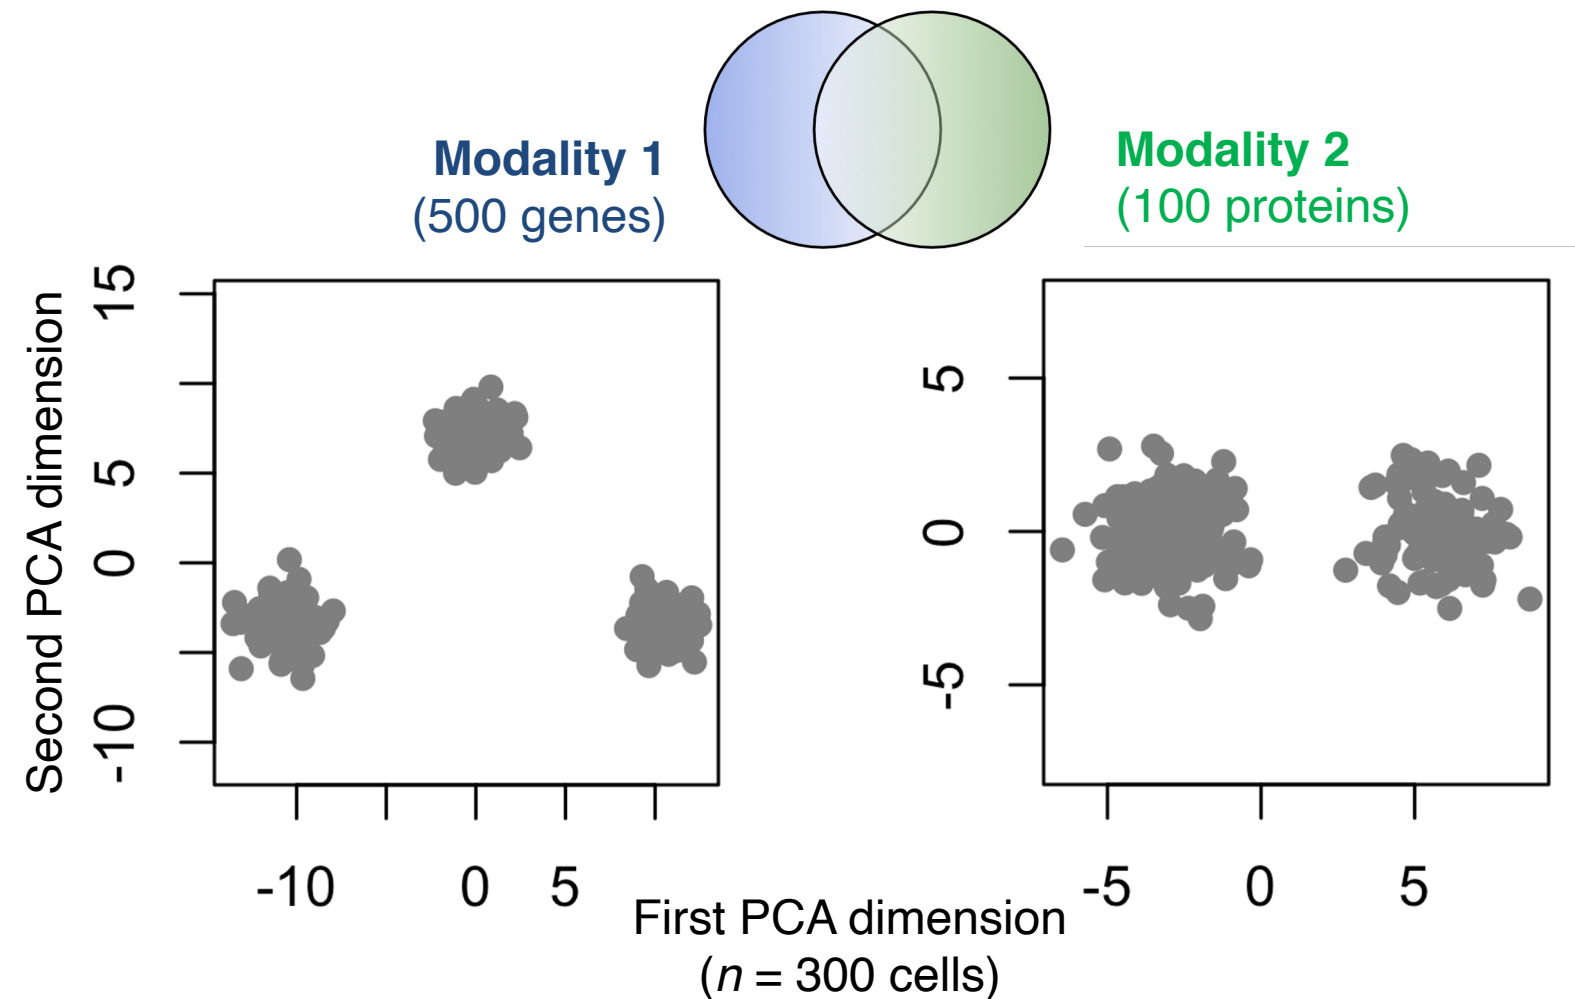 Modality 1
(500 genes)
Modality 2
(100 proteins)
Second PCA dimension
15
5
0
-10
-10 0 5
5
0
-5
-5 0 5
First PCA dimension
(n = 300 cells)